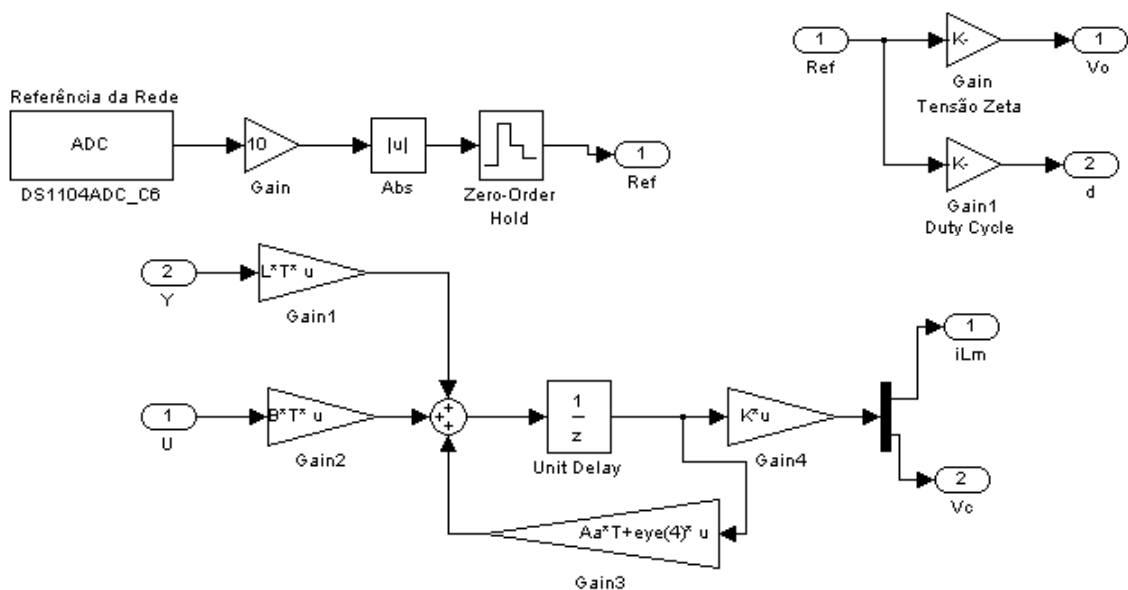 Referência da Rede
ADC
DS1104ADC_C6
10
Gain
|u|
Abs
Zero-Order
Hold
1
Ref
1
Ref
K-
Gain
Tensão Zeta
1
Vo
K-
Gain1
Duty Cycle
2
d
2
Y
L*T* u
Gain1
1
U
B*T* u
Gain2
+
+
+
1
z
Unit Delay
K*u
Gain4
1
iLm
2
Vc
Aa*T+eye(4)* u
Gain3